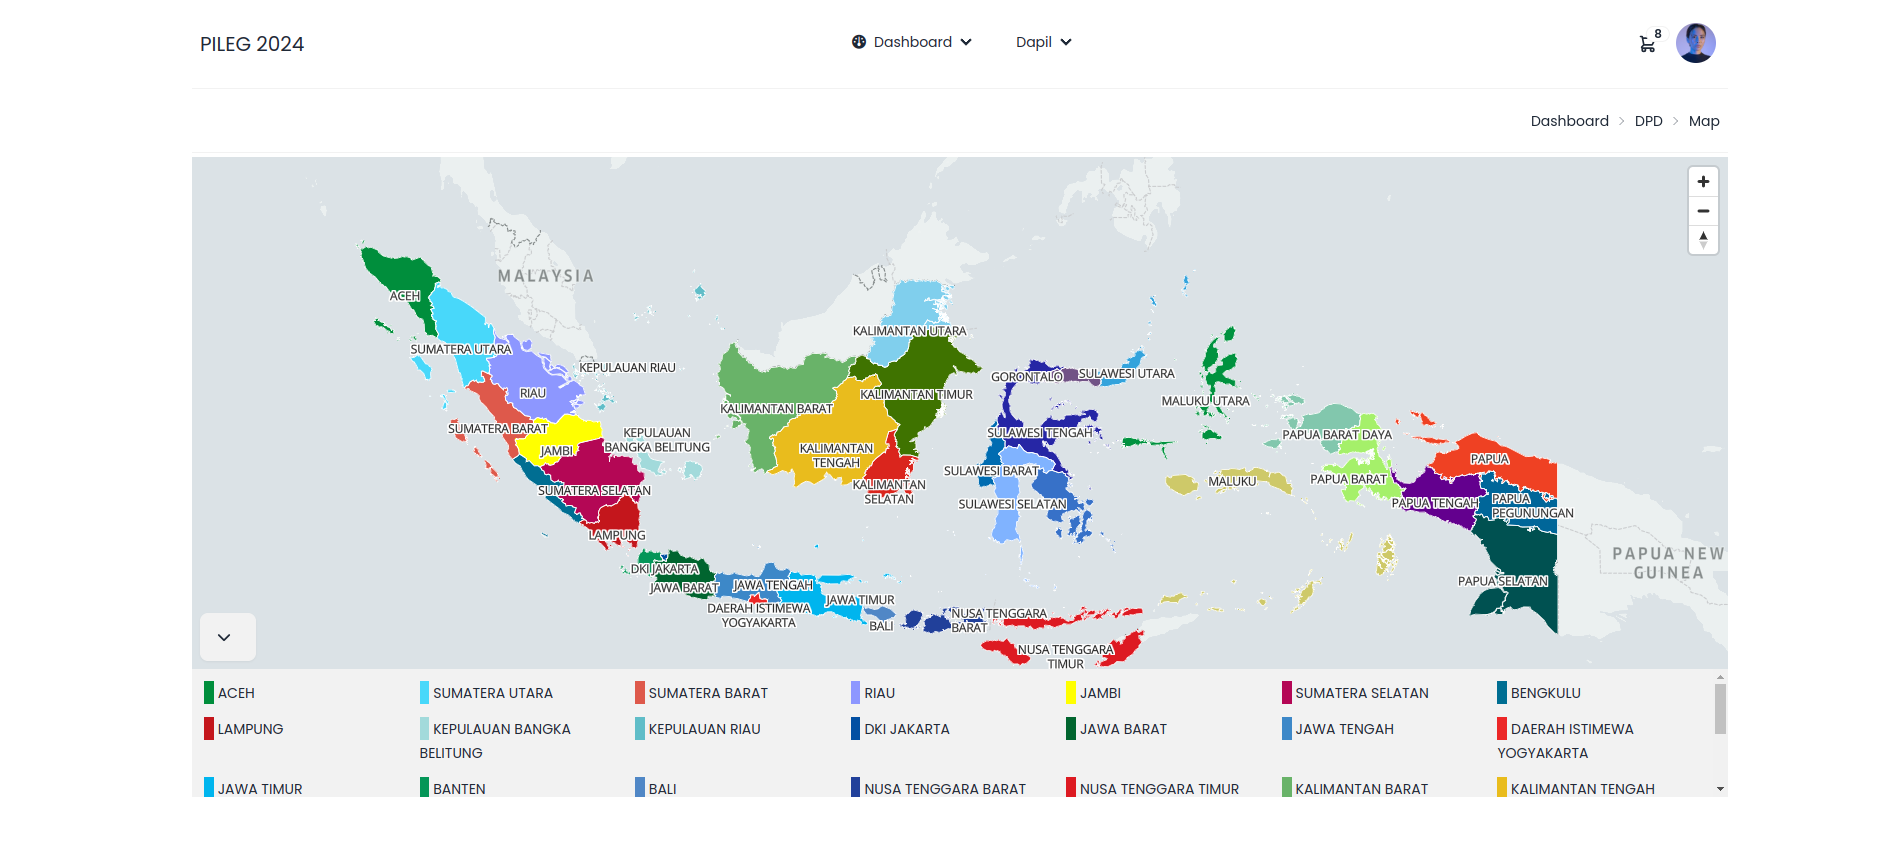 PILEG 2024
Dashboard
Dapil
8
Dashboard > DPD > Map
MALAYSIA
ACEH
SUMATERA UTARA
KEPULAUAN RIAU
RIAU
SUMATERA BARAT
KEPULAUAN
BANGKA BELITUNG
JAMBI
SUMATERA SELATAN
LAMPUNG
DKI JAKARTA
JAWA BARAT
JAWA TENGAH
DAERAH ISTIMEWA
YOGYAKARTA
JAWA TIMUR
BALI
NUSA TENGGARA
BARAT
NUSA TENGGARA
TIMUR
KALIMANTAN UTARA
KALIMANTAN TIMUR
KALIMANTAN BARAT
KALIMANTAN
TENGAH
KALIMANTAN
SELATAN
GORONTALO
SULAWESI UTARA
SULAWESI TENGAH
SULAWESI BARAT
SULAWESI SELATAN
MALUKU UTARA
MALUKU
PAPUA BARAT DAYA
PAPUA BARAT
PAPUA
PAPUA TENGAH
PAPUA
PEGUNUNGAN
PAPUA SELATAN
PAPUA NEW
GUINEA
ACEH
SUMATERA UTARA
SUMATERA BARAT
RIAU
JAMBI
SUMATERA SELATAN
BENGKULU
LAMPUNG
KEPULAUAN BANGKA
BELITUNG
KEPULAUAN RIAU
DKI JAKARTA
JAWA BARAT
JAWA TENGAH
DAERAH ISTIMEWA
YOGYAKARTA
JAWA TIMUR
BANTEN
BALI
NUSA TENGGARA BARAT
NUSA TENGGARA TIMUR
KALIMANTAN BARAT
KALIMANTAN TENGAH